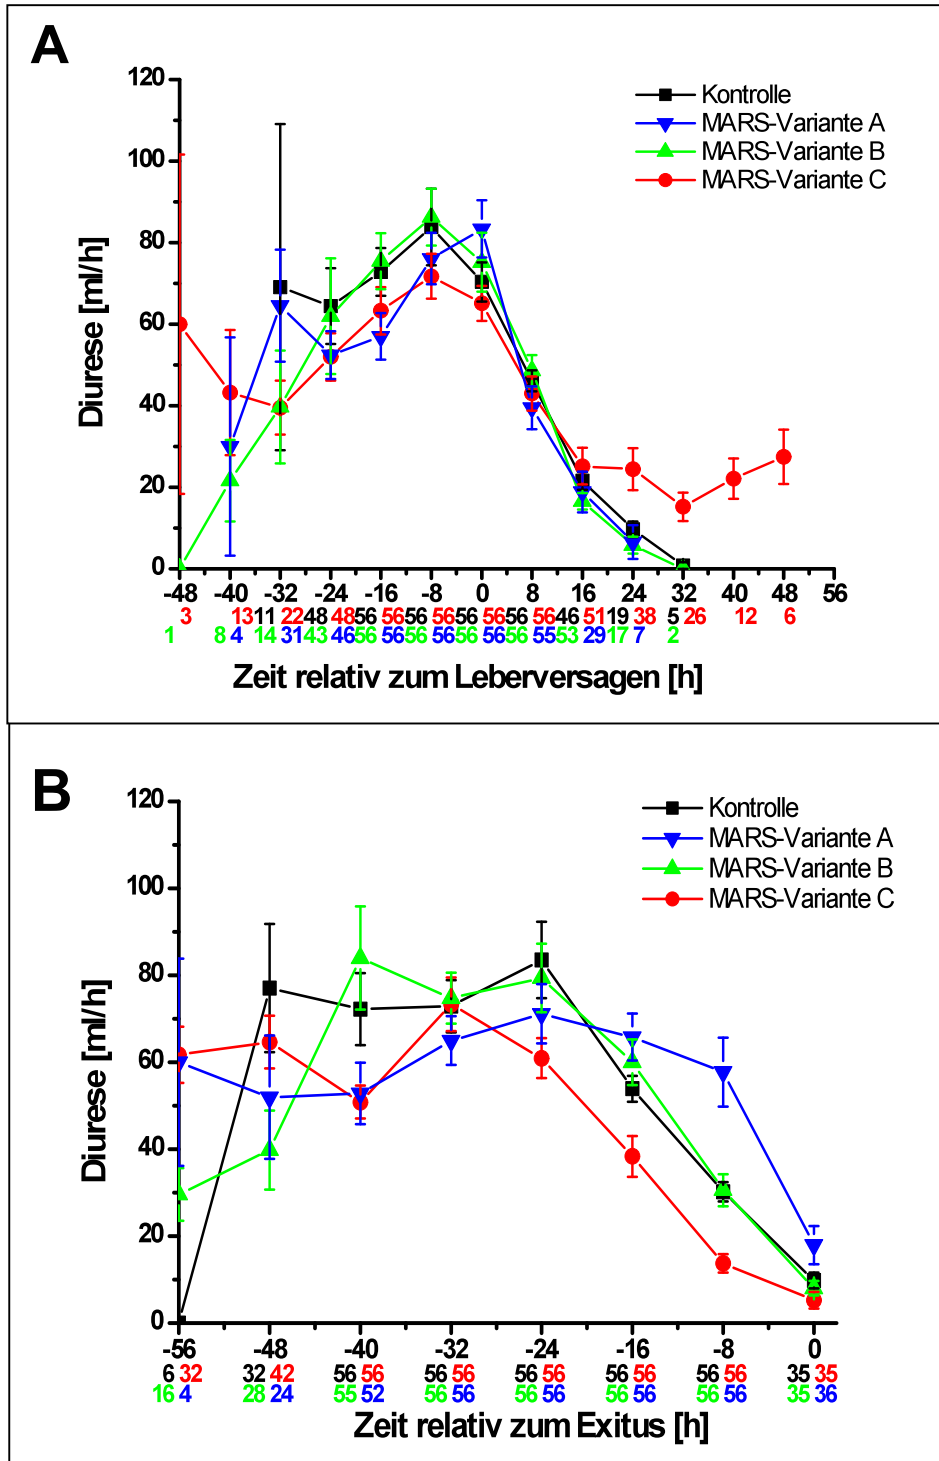 A
120
100
80
60
40
20
0
Diurese [ml/h]
Kontrolle
MARS-Variante A
MARS-Variante B
MARS-Variante C
-48 -40 -32 -24 -16 -8 0 8 16 24 32 40 48 56
3 13 11 22 48 48 56 56 56 56 56 56 56 56 46 51 19 38 5 26 12 6
1 8 4 14 31 43 46 56 56 56 56 56 56 56 55 53 29 17 7 2
Zeit relativ zum Leberversagen [h]
B
120
100
80
60
40
20
0
Diurese [ml/h]
Kontrolle
MARS-Variante A
MARS-Variante B
MARS-Variante C
-56 -48 -40 -32 -24 -16 -8 0
6 32 32 42 56 56 56 56 56 56 56 56 56 56 35 35
16 4 28 24 55 52 56 56 56 56 56 56 56 56 35 36
Zeit relativ zum Exitus [h]